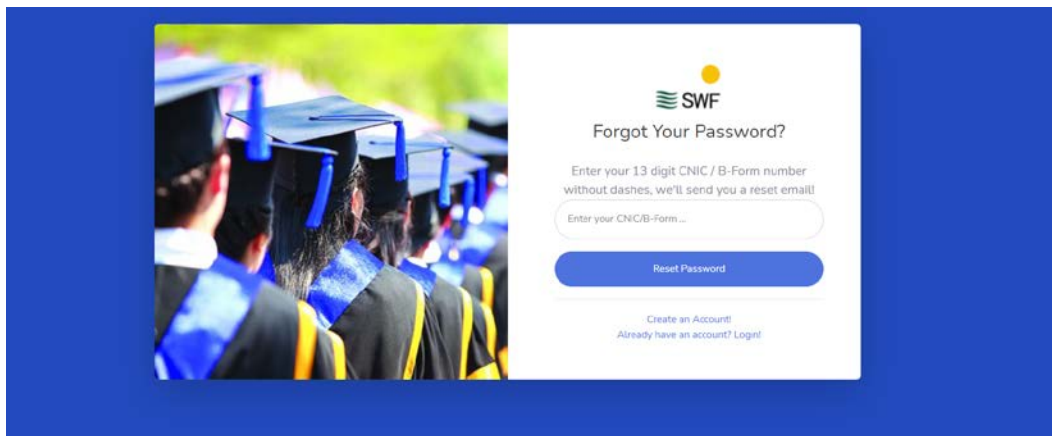 SWF
Forgot Your Password?
Enter your 13 digit CNIC / B-Form number
without dashes, we'll send you a reset email!
Enter your CNIC/B-Form ...
Reset Password
Create an Account!
Already have an account? Login!